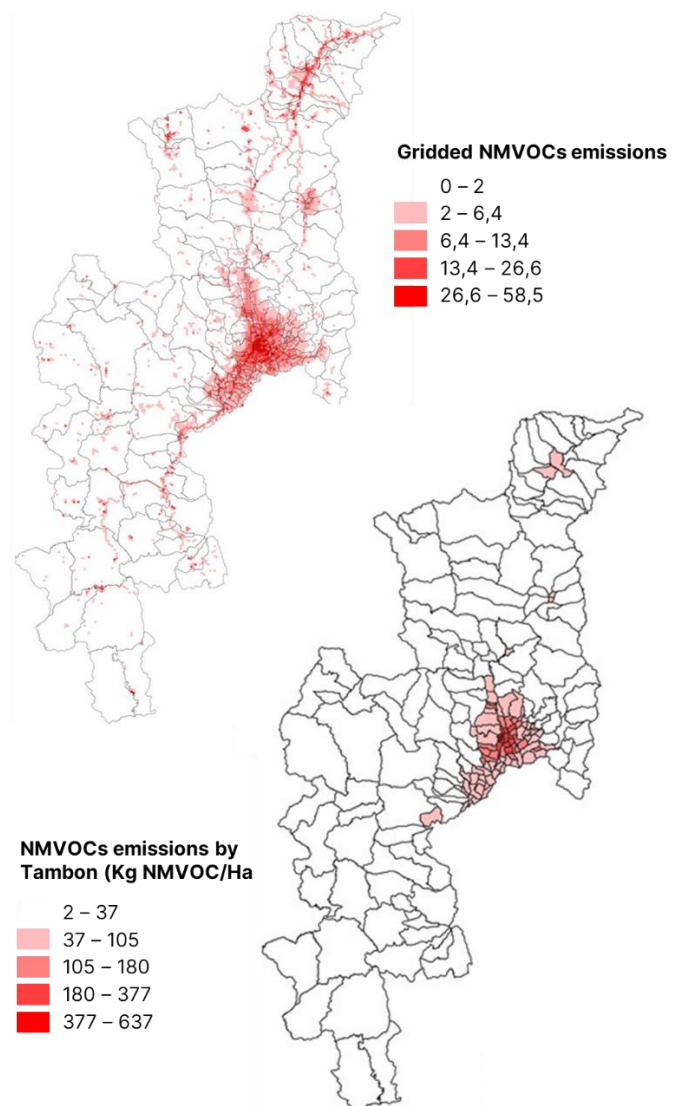 Gridded NMVOCs emissions
0 – 2
2 – 6,4
6,4 – 13,4
13,4 – 26,6
26,6 – 58,5
NMVOCs emissions by
Tambon (Kg NMVOC/Ha
2 – 37
37 – 105
105 – 180
180 – 377
377 – 637